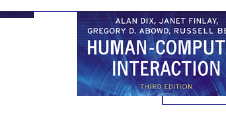 ALAN DIX, JANET FINLAY,
GREGORY D. ABOWD, RUSSELL BE
HUMAN-COMPUT
INTERACTION
THIRD EDITION